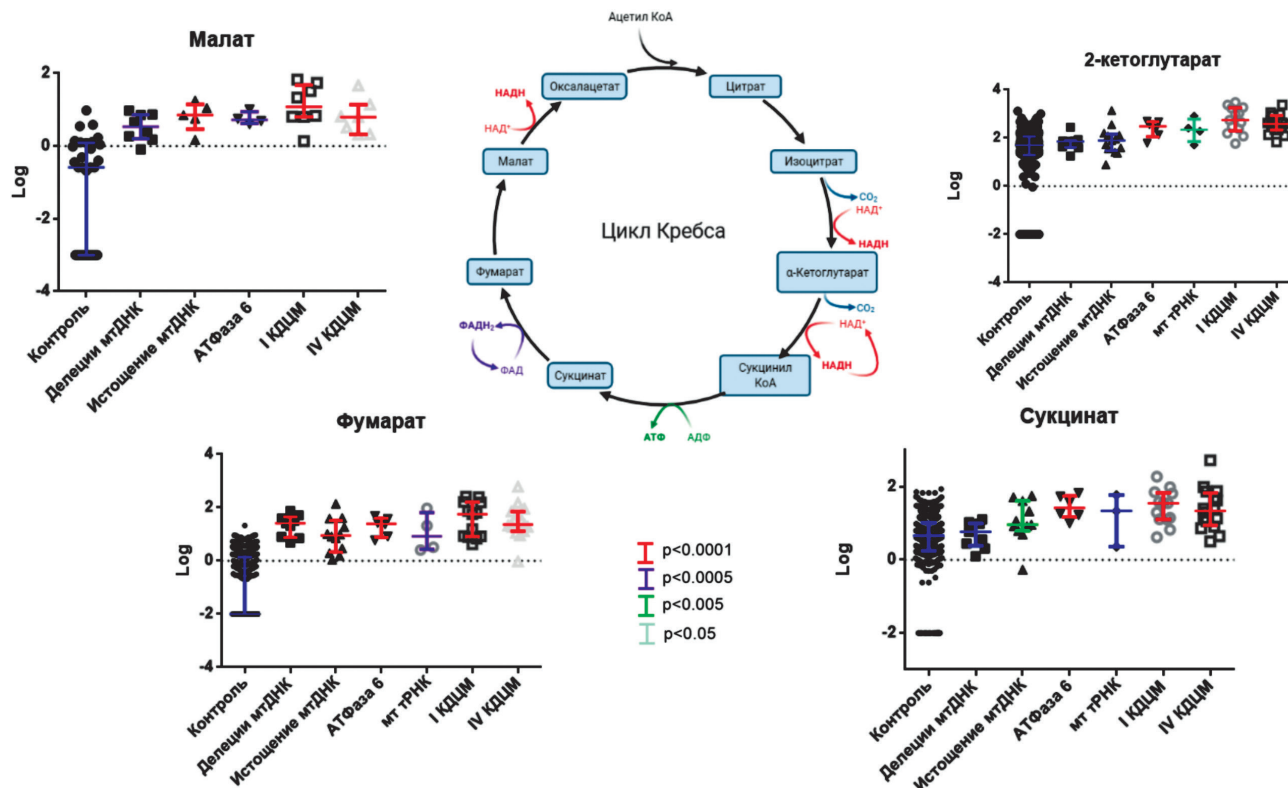 Малат
Log
2
0
-2
-4
Контроль
Делеции мтДНК
Истощение мтДНК
АТФаза 6
I КДЦМ
IV КДЦМ
Ацетил КоА
Оксалацетат
Цитрат
НАДН
НАД⁺
Малат
Изоцитрат
CO₂
НАД⁺
НАДН
Цикл Кребса
Фумарат
α-Кетоглутарат
CO₂
ФАДН₂
ФАД
НАД⁺
НАДН
Сукцинат
Сукцинил
КоА
АТФ
АДФ
2-кетоглутарат
Log
4
2
0
-2
-4
Контроль
Делеции мтДНК
Истощение мтДНК
АТФаза 6
мт тРНК
I КДЦМ
IV КДЦМ
Фумарат
Log
4
2
0
-2
-4
Контроль
Делеции мтДНК
Истощение мтДНК
АТФаза 6
мт тРНК
I КДЦМ
IV КДЦМ
p<0.0001
p<0.0005
p<0.005
p<0.05
Сукцинат
Log
2
0
-2
Контроль
Делеции мтДНК
Истощение мтДНК
АТФаза 6
мт тРНК
I КДЦМ
IV КДЦМ